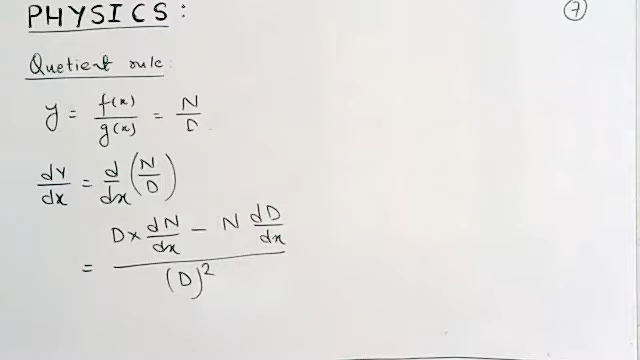 PHYSICS:
7
Quetient rule:
y = f(x)/g(x) = N/D
dy/dx = d/dx (N/D)
= (D × dN/dx − N dD/dx)/(D)²